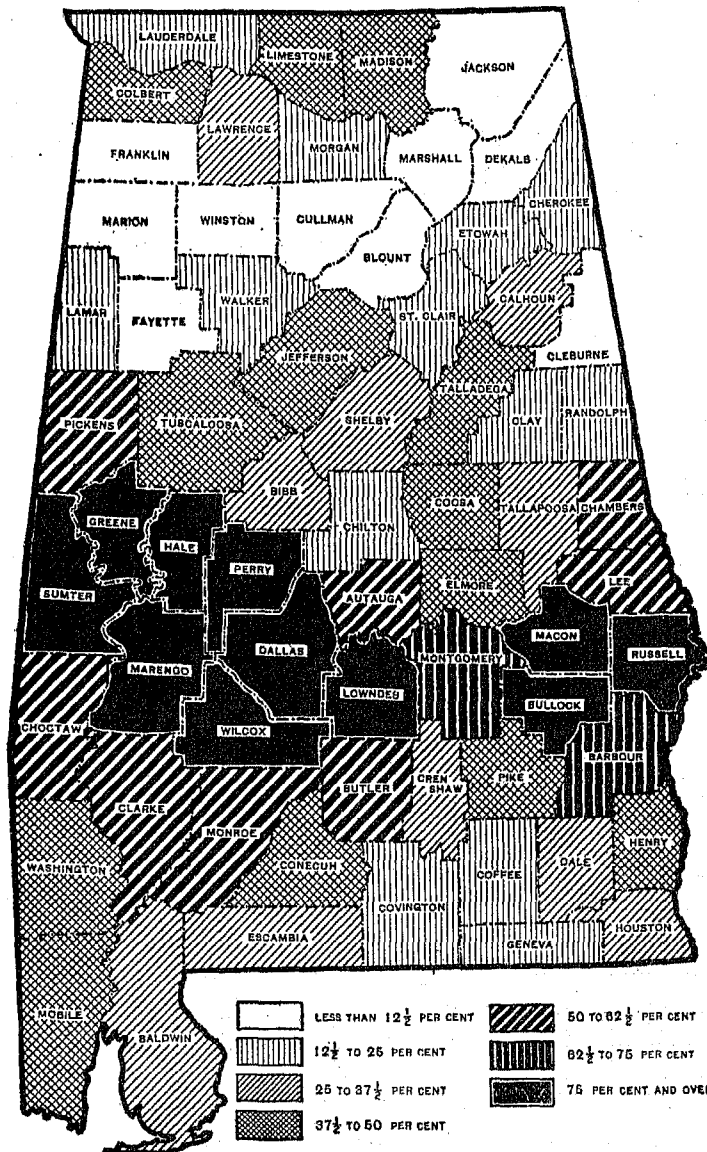 LAUDERDALE
LIMESTONE
MADISON
JACKSON
COLBERT
LAWRENCE
FRANKLIN
MORGAN
MARSHALL
DEKALB
CHEROKEE
MARION
WINSTON
CULLMAN
ETOWAH
BLOUNT
CALHOUN
LAMAR
WALKER
ST. CLAIR
FAYETTE
CLEBURNE
JEFFERSON
TALLADEGA
PICKENS
TUSCALOOSA
SHELBY
CLAY
RANDOLPH
BIBB
COOSA
TALLAPOOSA
CHAMBERS
GREENE
CHILTON
HALE
PERRY
ELMORE
LEE
SUMTER
AUTAUGA
MACON
DALLAS
RUSSELL
MONTGOMERY
MARENGO
LOWNDES
BULLOCK
CHOCTAW
WILCOX
BARBOUR
PIKE
BUTLER
CREN
SHAW
CLARKE
MONROE
HENRY
WASHINGTON
CONECUH
COFFEE
DALE
COVINGTON
HOUSTON
ESCAMBIA
GENEVA
MOBILE
BALDWIN
LESS THAN 12½ PER CENT
12½ TO 25 PER CENT
25 TO 37½ PER CENT
37½ TO 50 PER CENT
50 TO 62½ PER CENT
62½ TO 75 PER CENT
75 PER CENT AND OVER